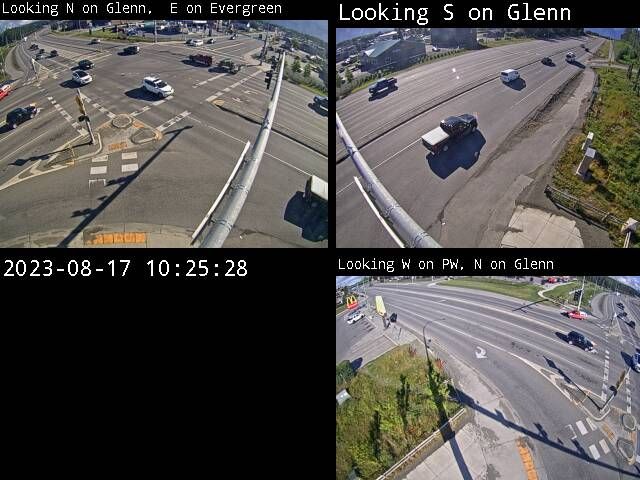 Looking N on Glenn,  E on Evergreen
Looking S on Glenn
2023-08-17 10:25:28
Looking W on PW, N on Glenn